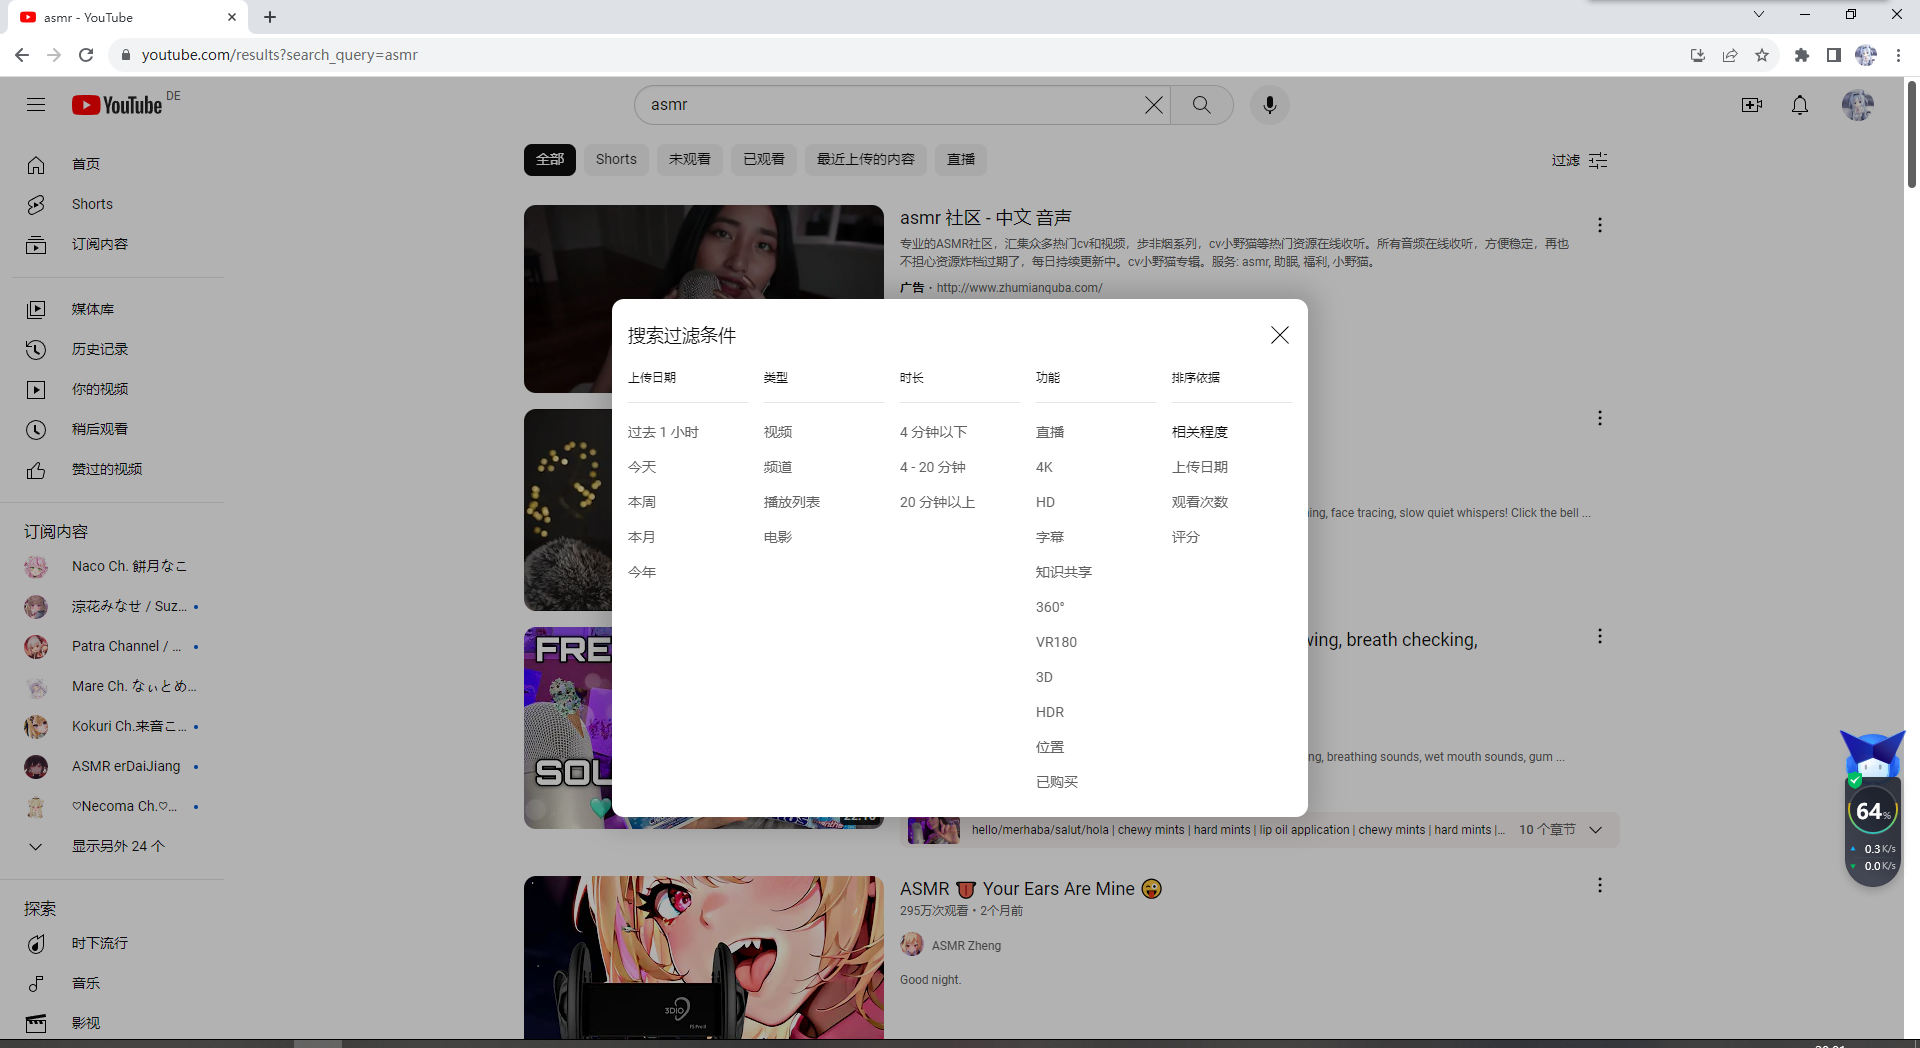 asmr - YouTube
youtube.com/results?search_query=asmr
YouTube DE
asmr
首页
Shorts
订阅内容
媒体库
历史记录
你的视频
稍后观看
赞过的视频
订阅内容
Naco Ch. 餅月なこ
涼花みなせ / Suz...
Patra Channel / ...
Mare Ch. なぃとめ...
Kokuri Ch.来音こ...
ASMR erDaiJiang
♡Necoma Ch.♡...
显示另外 24 个
探索
时下流行
音乐
影视
全部 Shorts 未观看 已观看 最近上传的内容 直播
过滤
asmr 社区 - 中文 音声
专业的ASMR社区，汇集众多热门cv和视频，步非烟系列，cv小野猫等热门资源在线收听。所有音频在线收听，方便稳定，再也
不担心资源炸档过期了，每日持续更新中。cv小野猫专辑。服务: asmr, 助眠, 福利, 小野猫。
广告 · http://www.zhumianquba.com/
搜索过滤条件
上传日期
过去 1 小时
今天
本周
本月
今年
类型
视频
频道
播放列表
电影
时长
4 分钟以下
4 - 20 分钟
20 分钟以上
功能
直播
4K
HD
字幕
知识共享
360°
VR180
3D
HDR
位置
已购买
排序依据
相关程度
上传日期
观看次数
评分
ing, face tracing, slow quiet whispers! Click the bell ...
FRE
SOL
wing, breath checking,
ng, breathing sounds, wet mouth sounds, gum ...
hello/merhaba/salut/hola | chewy mints | hard mints | lip oil application | chewy mints | hard mints |... 10 个章节
ASMR 👅 Your Ears Are Mine 😜
295万次观看 • 2个月前
ASMR Zheng
Good night.
3DIO
64%
0.3 K/s
0.0 K/s